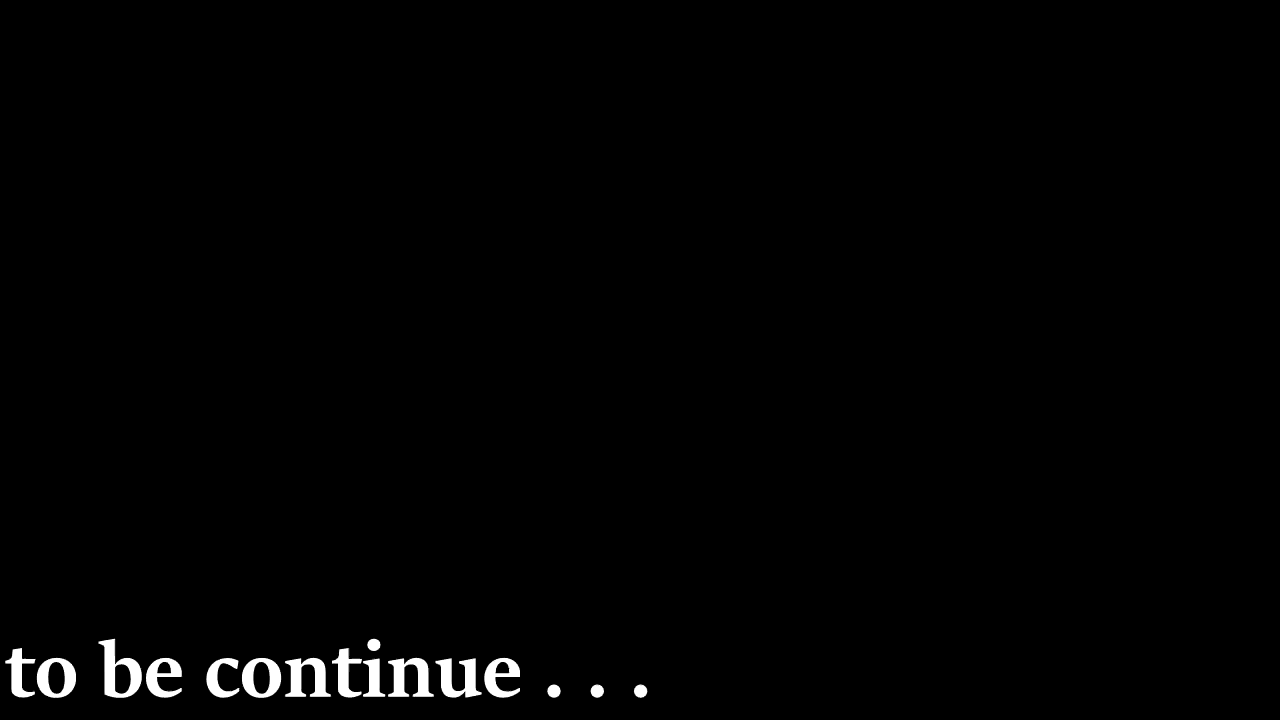 to be continue . . .